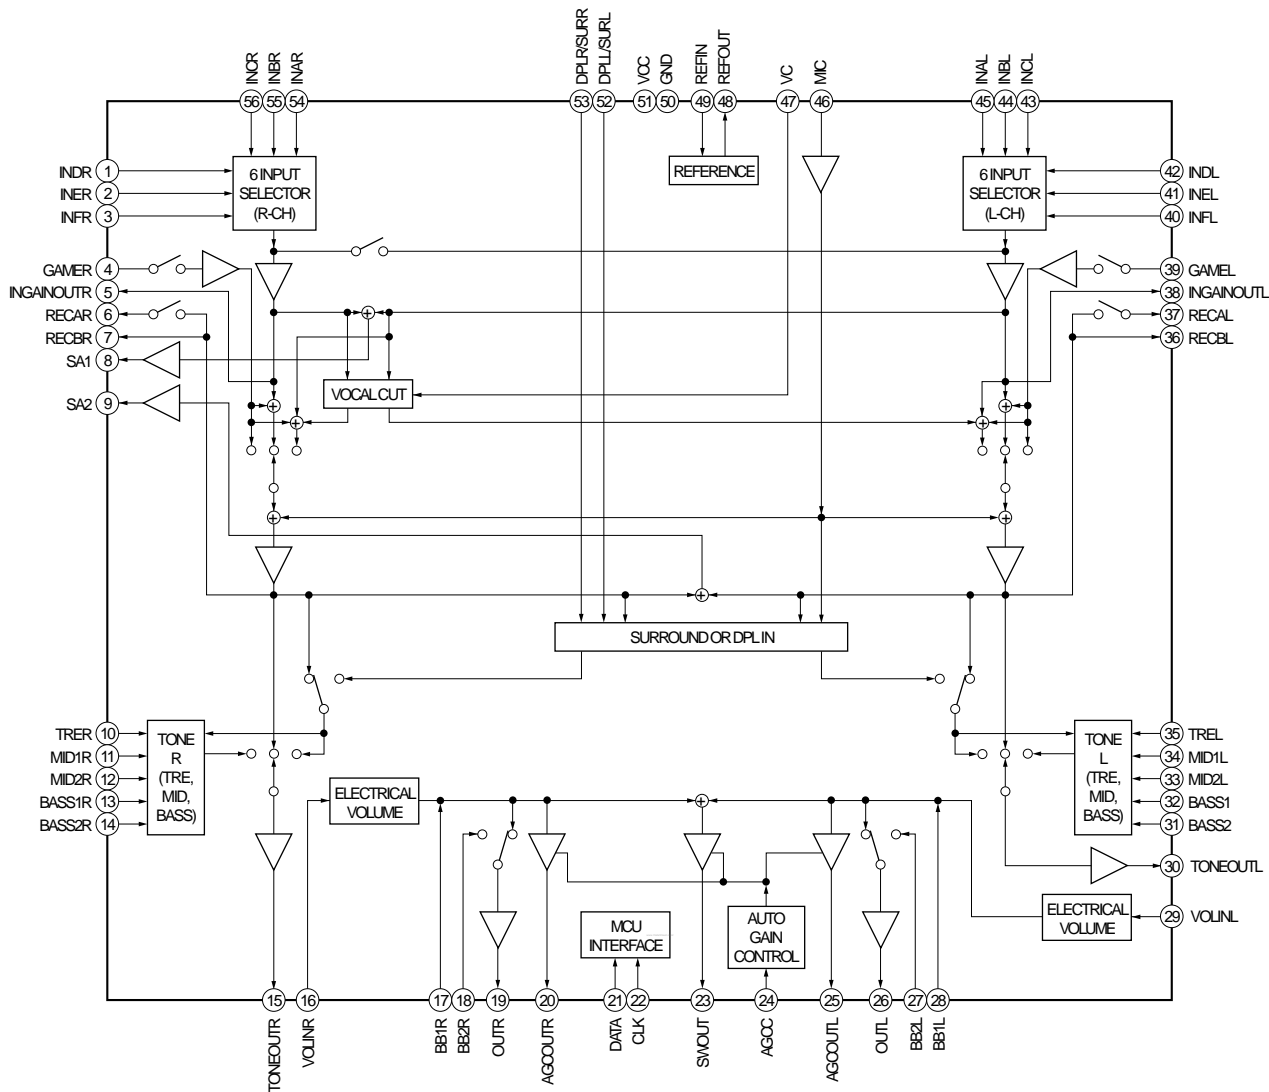 INCR
INBR
INAR
DPLR/SURR
DPLL/SURL
VCC
GND
REFIN
REFOUT
VC
MIC
INAL
INBL
INCL
56
55
54
53
52
51
50
49
48
47
46
45
44
43
INDR 1
INER 2
INFR 3
6 INPUT
SELECTOR
(R-CH)
REFERENCE
6 INPUT
SELECTOR
(L-CH)
42 INDL
41 INEL
40 INFL
GAMER 4
INGAINOUTR 5
RECAR 6
RECBR 7
SA1 8
SA2 9
39 GAMEL
38 INGAINOUTL
37 RECAL
36 RECBL
VOCAL CUT
SURROUND OR DPL IN
TRER 10
MID1R 11
MID2R 12
BASS1R 13
BASS2R 14
TONE
R
(TRE,
MID,
BASS)
TONE
L
(TRE,
MID,
BASS)
35 TREL
34 MID1L
33 MID2L
32 BASS1
31 BASS2
30 TONEOUTL
29 VOLINL
ELECTRICAL
VOLUME
ELECTRICAL
VOLUME
MCU
INTERFACE
AUTO
GAIN
CONTROL
15
16
17
18
19
20
21
22
23
24
25
26
27
28
TONEOUTR
VOLINR
BB1R
BB2R
OUTR
AGCOUTR
DATA
CLK
SWOUT
AGCC
AGCOUTL
OUTL
BB2L
BB1L